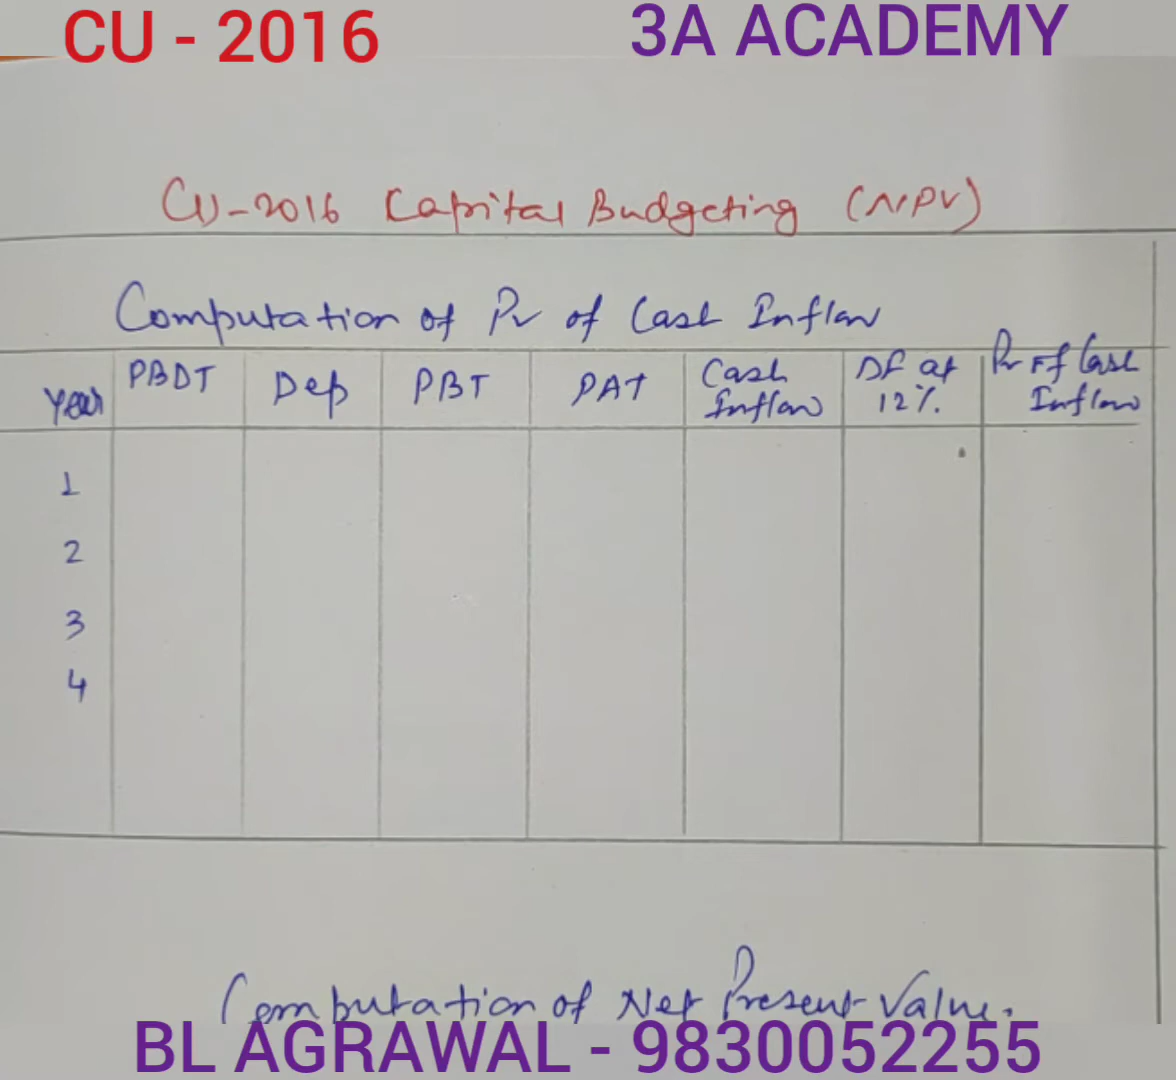 CU - 2016 3A ACADEMY
CU-2016 Capital Budgeting (NPV)
Computation of Pv of Cash Inflow
Year PBDT Dep PBT PAT Cash Inflow DF at 12% Pv of Cash Inflow
1
2
3
4
Computation of Net Present Value.
BL AGRAWAL - 9830052255